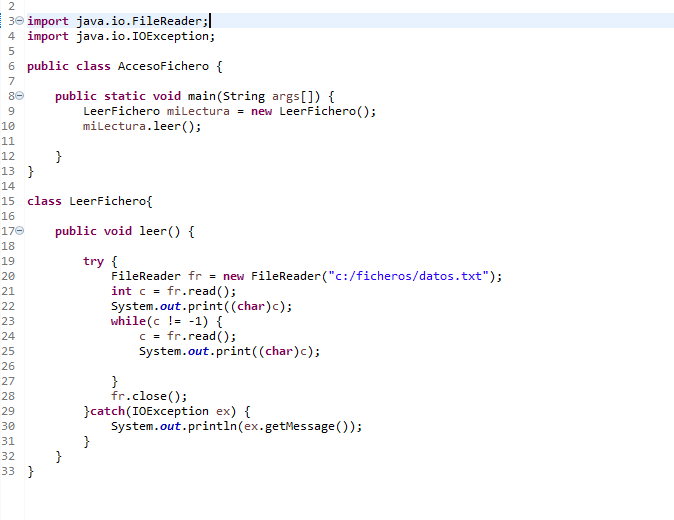 2
3 import java.io.FileReader;
4 import java.io.IOException;
5
6 public class AccesoFichero {
7
8     public static void main(String args[]) {
9         LeerFichero miLectura = new LeerFichero();
10         miLectura.leer();
11
12     }
13 }
14
15 class LeerFichero{
16
17     public void leer() {
18
19         try {
20             FileReader fr = new FileReader("c:/ficheros/datos.txt");
21             int c = fr.read();
22             System.out.print((char)c);
23             while(c != -1) {
24                 c = fr.read();
25                 System.out.print((char)c);
26
27             }
28             fr.close();
29         }catch(IOException ex) {
30             System.out.println(ex.getMessage());
31         }
32     }
33 }